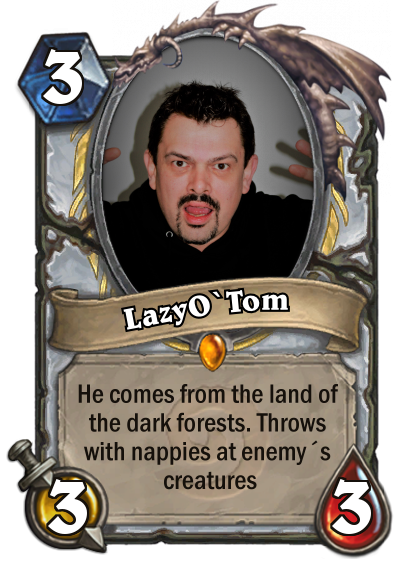 3
LazyO`Tom
He comes from the land of
the dark forests. Throws
with nappies at enemy´s
creatures
3
3